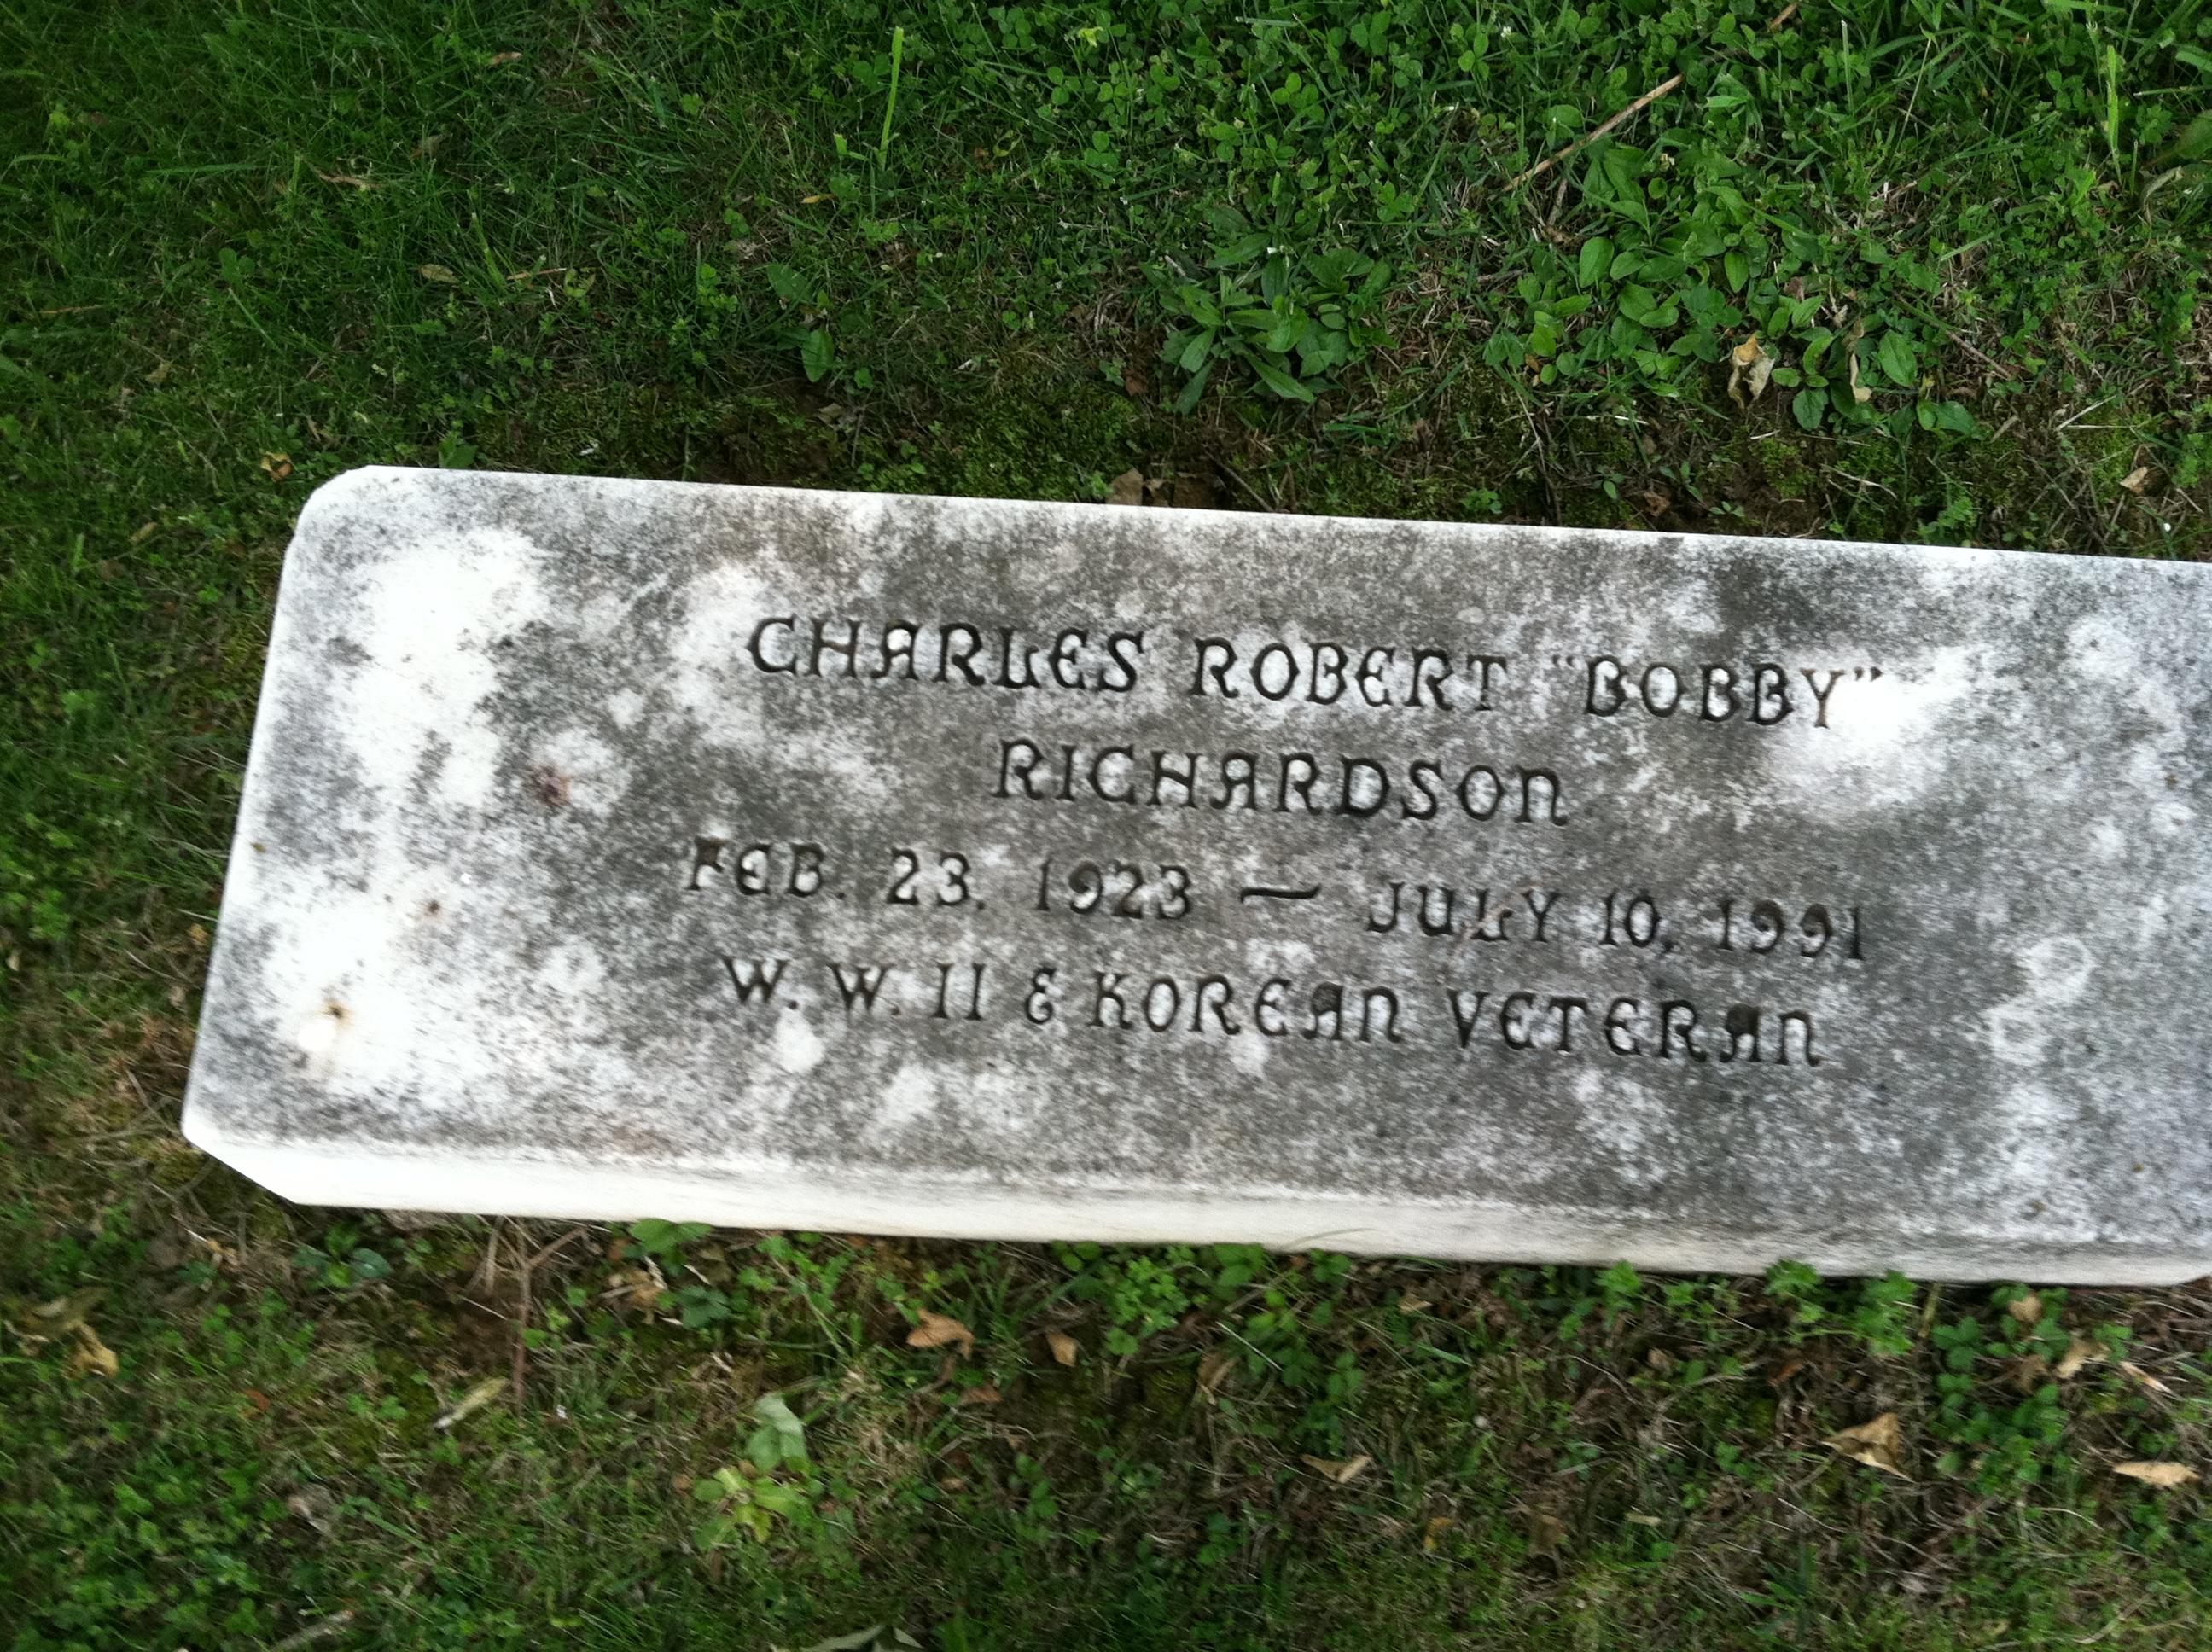 CHARLES ROBERT "BOBBY"
RICHARDSON
FEB. 23, 1923 — JULY 10, 1991
W. W. II & KOREAN VETERAN